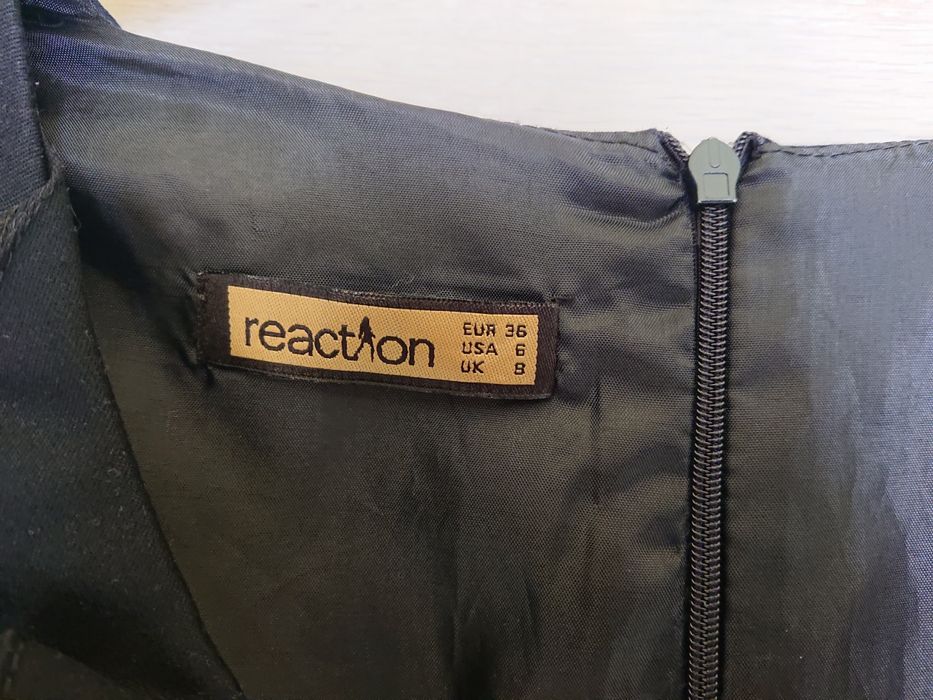 reaction
EUR 36
USA 6
UK 8